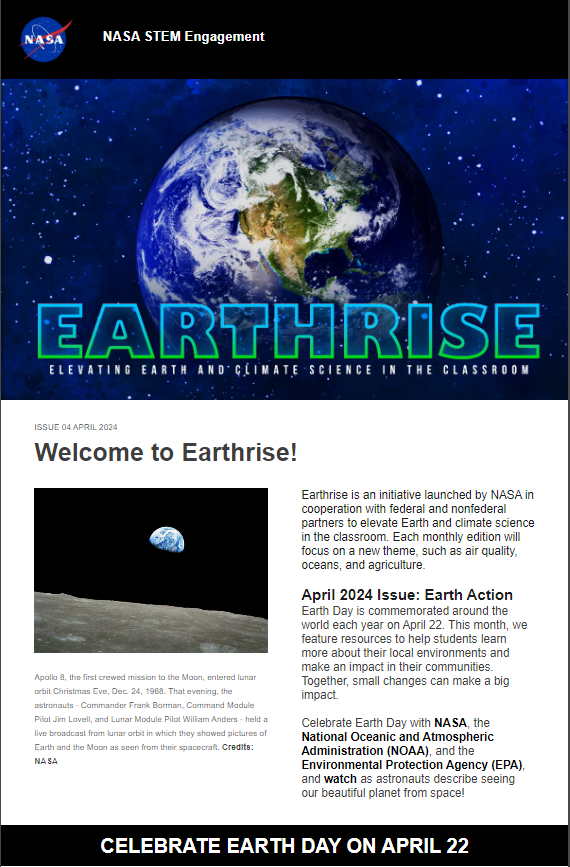 NASA
NASA STEM Engagement
EARTHRISE
ELEVATING EARTH AND CLIMATE SCIENCE IN THE CLASSROOM
ISSUE 04 APRIL 2024
Welcome to Earthrise!
Apollo 8, the first crewed mission to the Moon, entered lunar
orbit Christmas Eve, Dec. 24, 1968. That evening, the
astronauts - Commander Frank Borman, Command Module
Pilot Jim Lovell, and Lunar Module Pilot William Anders - held a
live broadcast from lunar orbit in which they showed pictures of
Earth and the Moon as seen from their spacecraft. Credits:
NASA
Earthrise is an initiative launched by NASA in
cooperation with federal and nonfederal
partners to elevate Earth and climate science
in the classroom. Each monthly edition will
focus on a new theme, such as air quality,
oceans, and agriculture.
April 2024 Issue: Earth Action
Earth Day is commemorated around the
world each year on April 22. This month, we
feature resources to help students learn
more about their local environments and
make an impact in their communities.
Together, small changes can make a big
impact.
Celebrate Earth Day with NASA, the
National Oceanic and Atmospheric
Administration (NOAA), and the
Environmental Protection Agency (EPA),
and watch as astronauts describe seeing
our beautiful planet from space!
CELEBRATE EARTH DAY ON APRIL 22